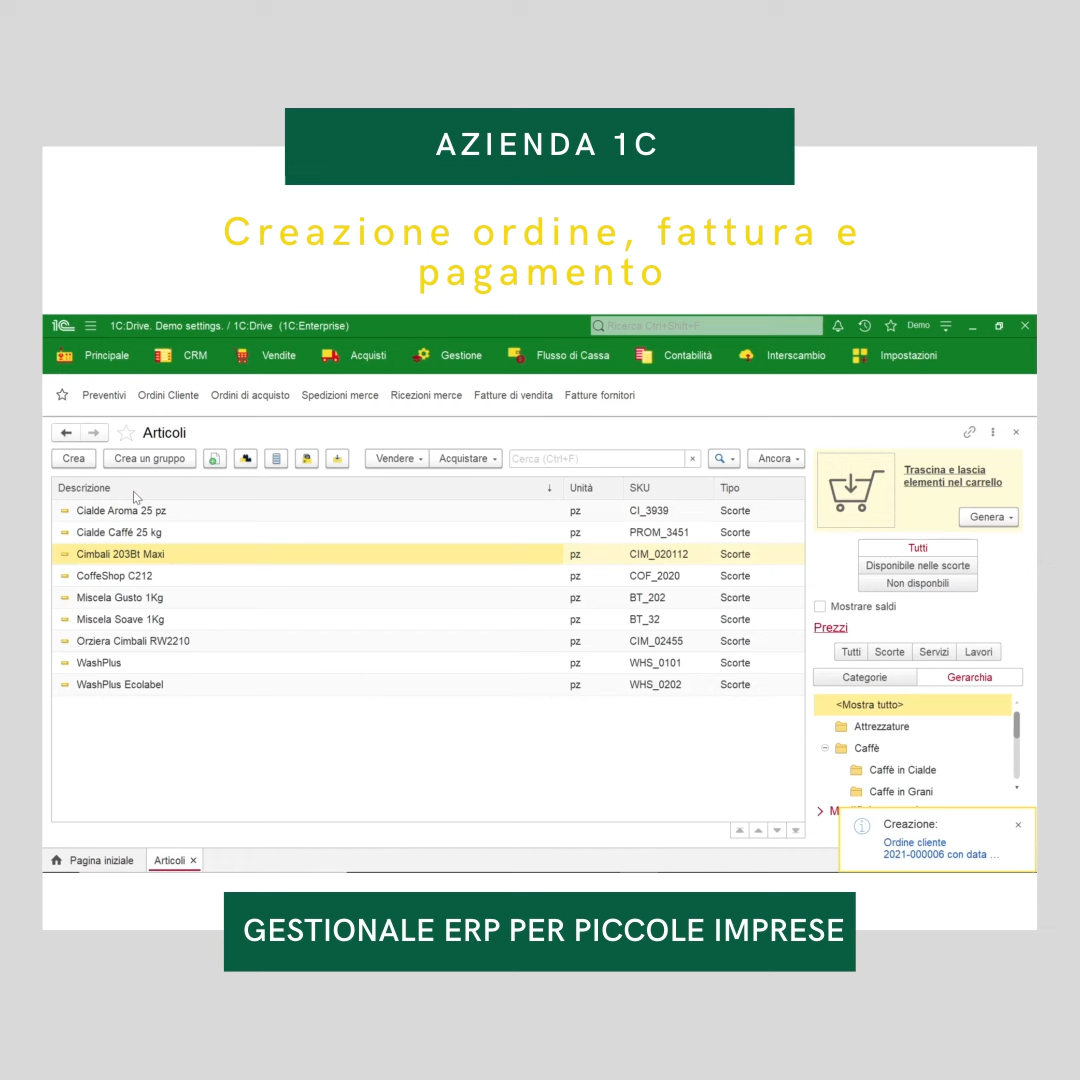 AZIENDA 1C
Creazione ordine, fattura e
pagamento
1C:Drive. Demo settings. / 1C:Drive (1C:Enterprise)
Ricerza Ctrl+Shift+F
Demo
Principale CRM Vendite Acquisti Gestione Flusso di Cassa Contabilità Interscambio Impostazioni
Preventivi Ordini Cliente Ordini di acquisto Spedizioni merce Ricezioni merce Fatture di vendita Fatture fornitori
Articoli
Crea Crea un gruppo Vendere Acquistare Cerca (Ctrl+F) Ancora
Descrizione Unità SKU Tipo
Cialde Aroma 25 pz pz CI_3939 Scorte
Cialde Caffé 25 kg pz PROM_3451 Scorte
Cimbali 203Bt Maxi pz CIM_020112 Scorte
CoffeShop C212 pz COF_2020 Scorte
Miscela Gusto 1Kg pz BT_202 Scorte
Miscela Soave 1Kg pz BT_32 Scorte
Orziera Cimbali RW2210 pz CIM_02455 Scorte
WashPlus pz WHS_0101 Scorte
WashPlus Ecolabel pz WHS_0202 Scorte
Trascina e lascia
elementi nel carrello
Genera
Tutti
Disponibile nelle scorte
Non disponbili
Mostrare saldi
Prezzi
Tutti Scorte Servizi Lavori
Categorie Gerarchia
<Mostra tutto>
Attrezzature
Caffè
Caffè in Cialde
Caffe in Grani
Creazione:
Ordine cliente
2021-000006 con data ...
Pagina iniziale Articoli
GESTIONALE ERP PER PICCOLE IMPRESE